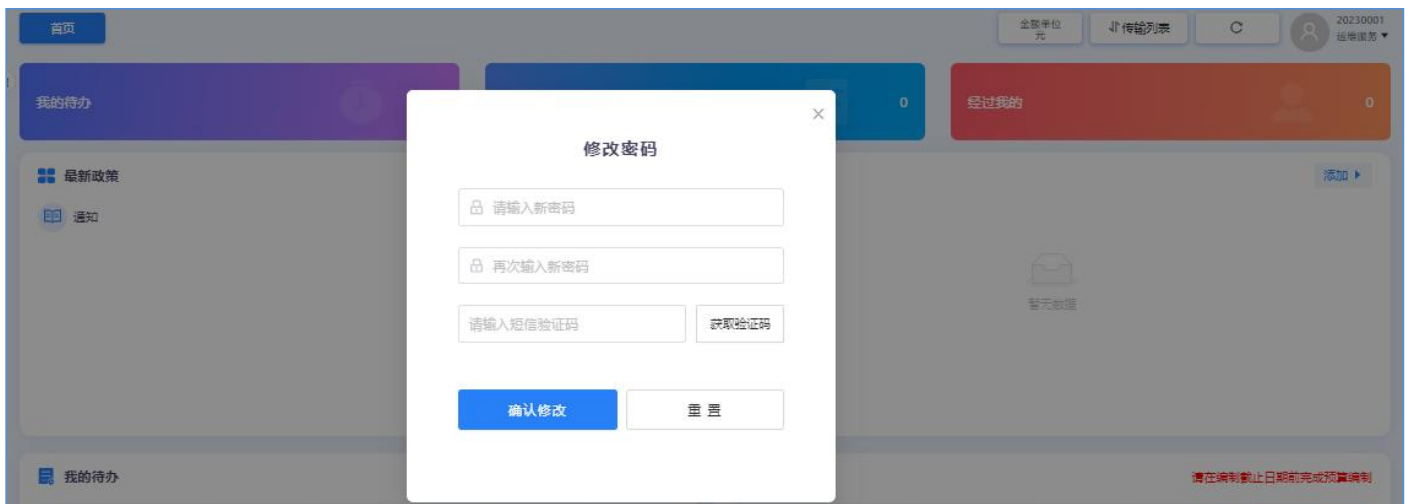 首页
金额单位
元
传输列表
20230001
运维服务
我的待办
0
经过我的
0
修改密码
最新政策
添加
通知
请输入新密码
再次输入新密码
请输入短信验证码
获取验证码
暂无数据
确认修改
重置
我的待办
请在编制截止日期前完成预算编制